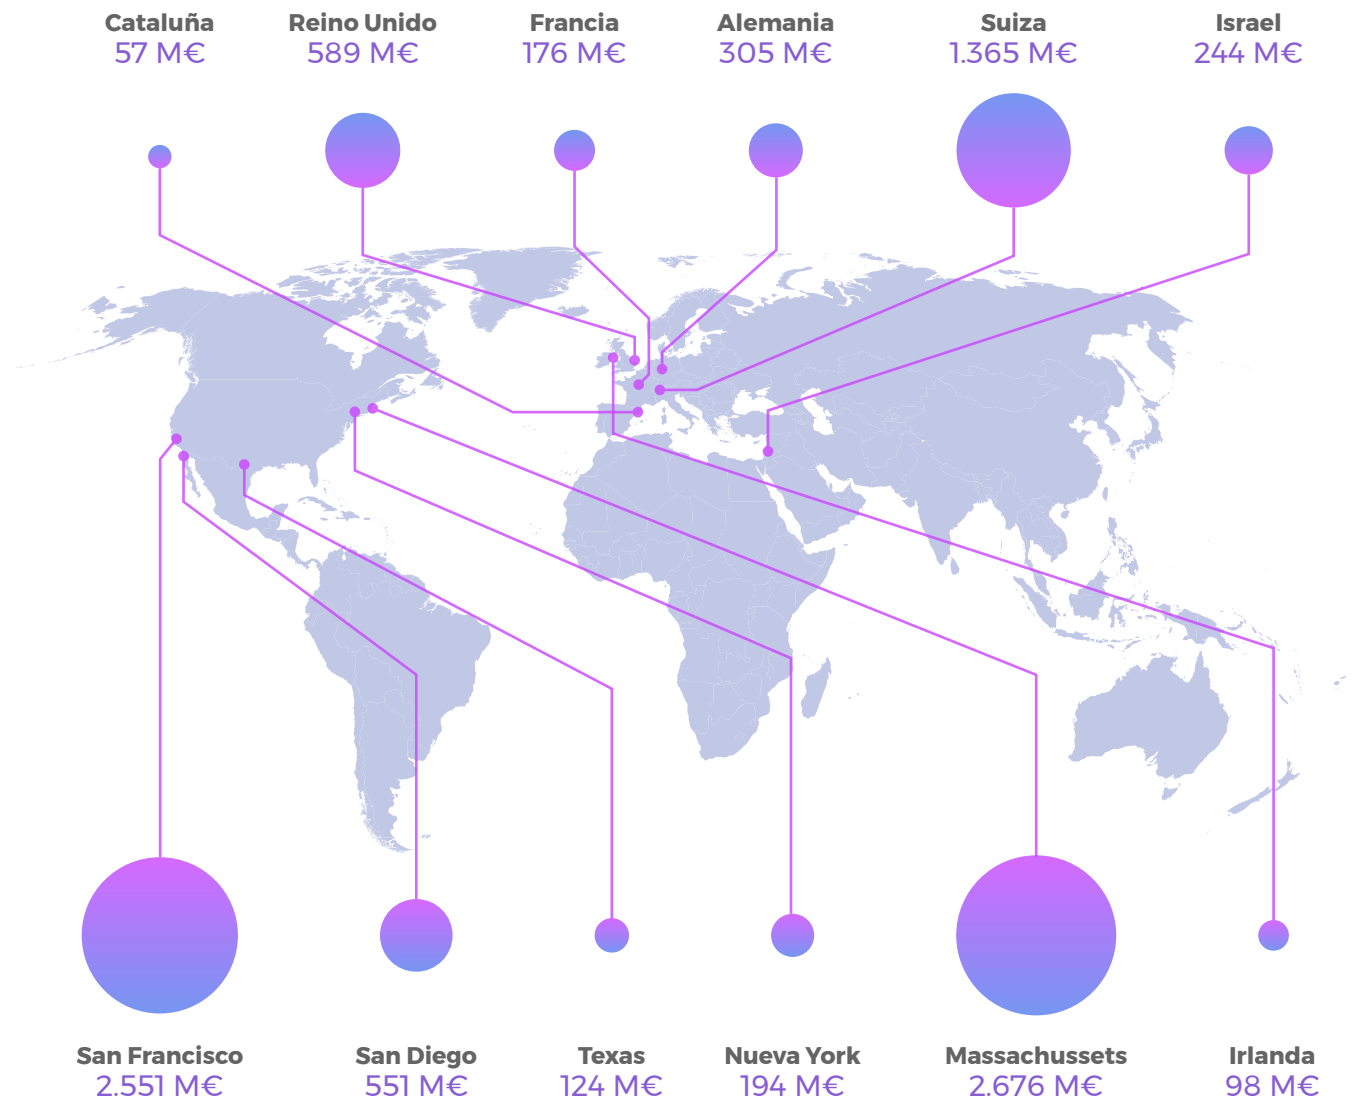 Cataluña
57 M€
Reino Unido
589 M€
Francia
176 M€
Alemania
305 M€
Suiza
1.365 M€
Israel
244 M€
San Francisco
2.551 M€
San Diego
551 M€
Texas
124 M€
Nueva York
194 M€
Massachussets
2.676 M€
Irlanda
98 M€